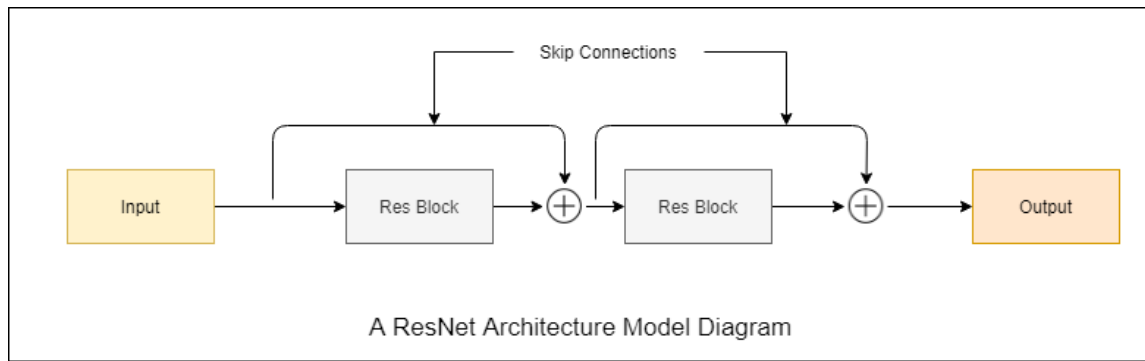 Skip Connections
Input
Res Block
Res Block
Output
A ResNet Architecture Model Diagram